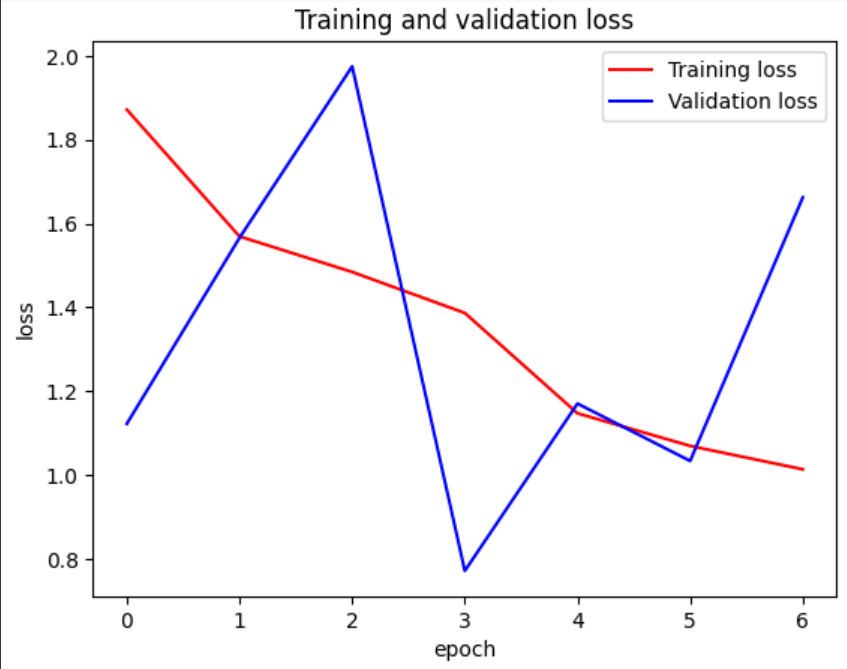 Training and validation loss
Training loss
Validation loss
2.0
1.8
1.6
1.4
1.2
1.0
0.8
loss
0 1 2 3 4 5 6
epoch